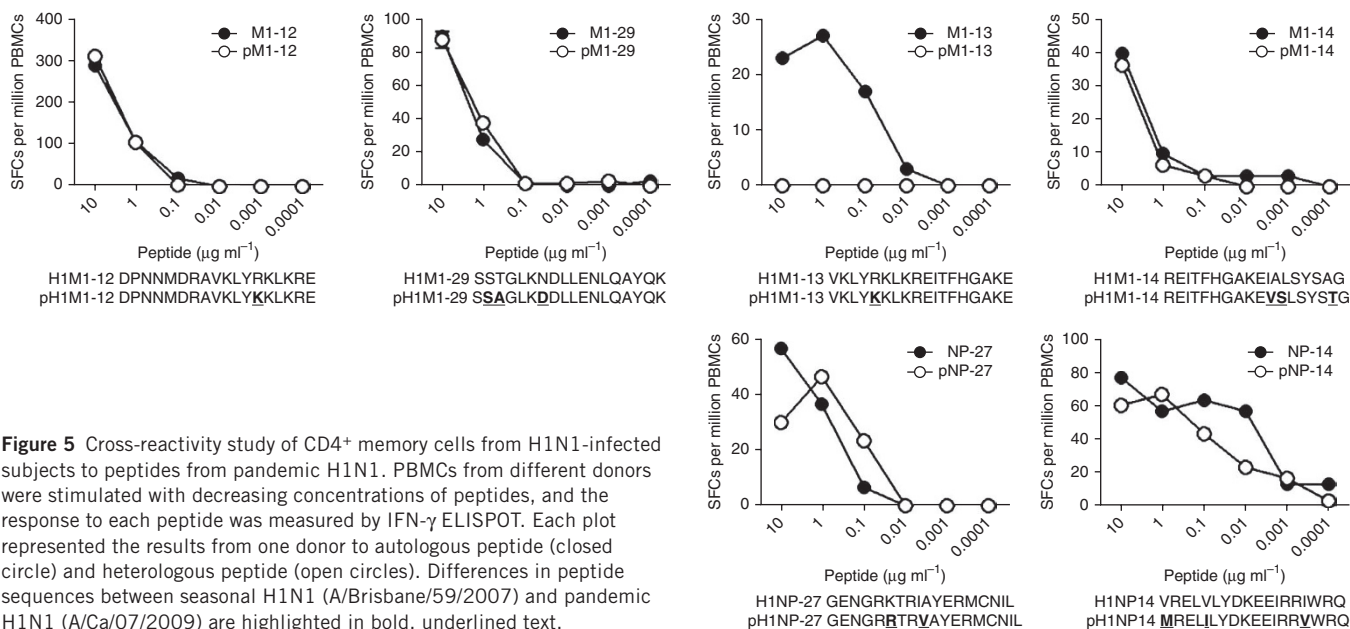 400
300
200
100
0
SFCs per million PBMCs
M1-12
pM1-12
10
1
0.1
0.01
0.001
0.0001
Peptide (µg ml⁻¹)
H1M1-12 DPNNMDRAVKLYRKLKRE
pH1M1-12 DPNNMDRAVKLYKKLKRE
100
80
60
40
20
0
SFCs per million PBMCs
M1-29
pM1-29
10
1
0.1
0.01
0.001
0.0001
Peptide (µg ml⁻¹)
H1M1-29 SSTGLKNDLLENLQAYQK
pH1M1-29 SSAGLKDDLLENLQAYQK
30
20
10
0
SFCs per million PBMCs
M1-13
pM1-13
10
1
0.1
0.01
0.001
0.0001
Peptide (µg ml⁻¹)
H1M1-13 VKLYRKLKREITFHGAKE
pH1M1-13 VKLYKKLKREITFHGAKE
50
40
30
20
10
0
SFCs per million PBMCs
M1-14
pM1-14
10
1
0.1
0.01
0.001
0.0001
Peptide (µg ml⁻¹)
H1M1-14 REITFHGAKEIALSYSAG
pH1M1-14 REITFHGAKEVSLSYSTG
60
40
20
0
SFCs per million PBMCs
NP-27
pNP-27
10
1
0.1
0.01
0.001
0.0001
Peptide (µg ml⁻¹)
H1NP-27 GENGRKTRIAYERMCNIL
pH1NP-27 GENGRRTRVAYERMCNIL
100
80
60
40
20
0
SFCs per million PBMCs
NP-14
pNP-14
10
1
0.1
0.01
0.001
0.0001
Peptide (µg ml⁻¹)
H1NP14 VRELVLYDKEEIRRIWRQ
pH1NP14 MRELILYDKEEIRRVWRQ
Figure 5 Cross-reactivity study of CD4⁺ memory cells from H1N1-infected
subjects to peptides from pandemic H1N1. PBMCs from different donors
were stimulated with decreasing concentrations of peptides, and the
response to each peptide was measured by IFN-γ ELISPOT. Each plot
represented the results from one donor to autologous peptide (closed
circle) and heterologous peptide (open circles). Differences in peptide
sequences between seasonal H1N1 (A/Brisbane/59/2007) and pandemic
H1N1 (A/Ca/07/2009) are highlighted in bold, underlined text.